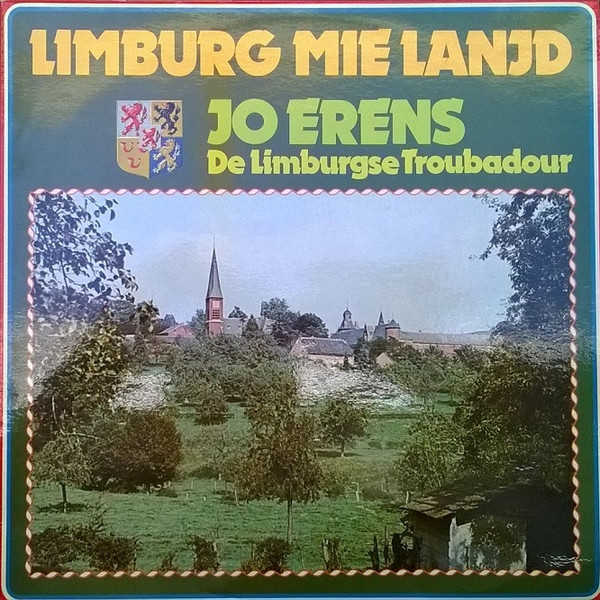 LIMBURG MIE LANJD
JO ERENS
De Limburgse Troubadour